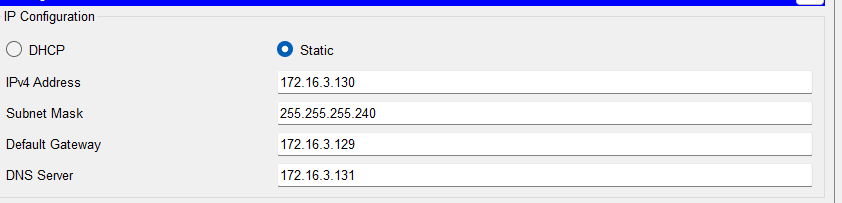 IP Configuration
DHCP Static
IPv4 Address 172.16.3.130
Subnet Mask 255.255.255.240
Default Gateway 172.16.3.129
DNS Server 172.16.3.131